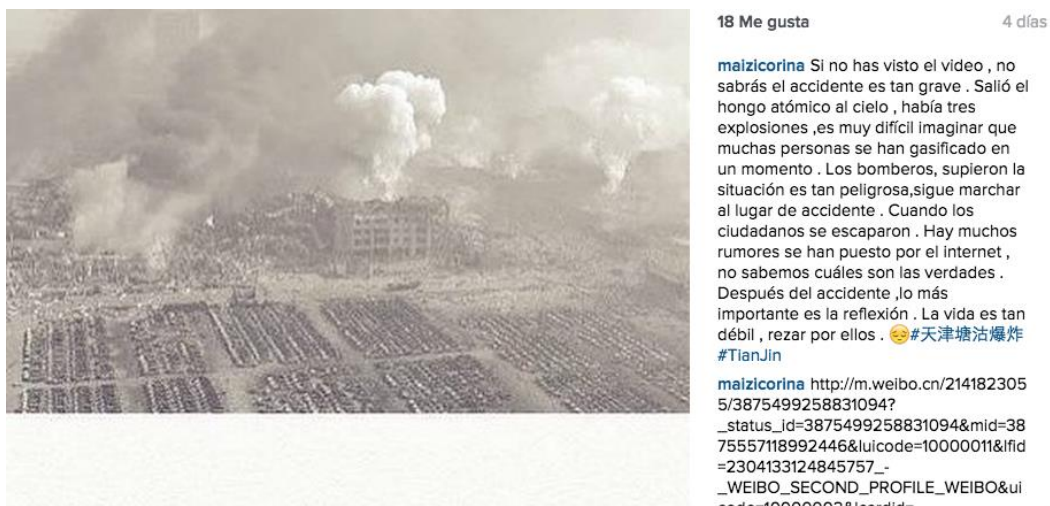 18 Me gusta 4 días
maizicorina Si no has visto el video , no
sabrás el accidente es tan grave . Salió el
hongo atómico al cielo , había tres
explosiones ,es muy difícil imaginar que
muchas personas se han gasificado en
un momento . Los bomberos, supieron la
situación es tan peligrosa,sigue marchar
al lugar de accidente . Cuando los
ciudadanos se escaparon . Hay muchos
rumores se han puesto por el internet ,
no sabemos cuáles son las verdades .
Después del accidente ,lo más
importante es la reflexión . La vida es tan
débil , rezar por ellos . 😔#天津塘沽爆炸
#TianJin
maizicorina http://m.weibo.cn/214182305
5/3875499258831094?
_status_id=3875499258831094&mid=38
75557118992446&luicode=10000011&lfid
=2304133124845757_-
_WEIBO_SECOND_PROFILE_WEIBO&ui